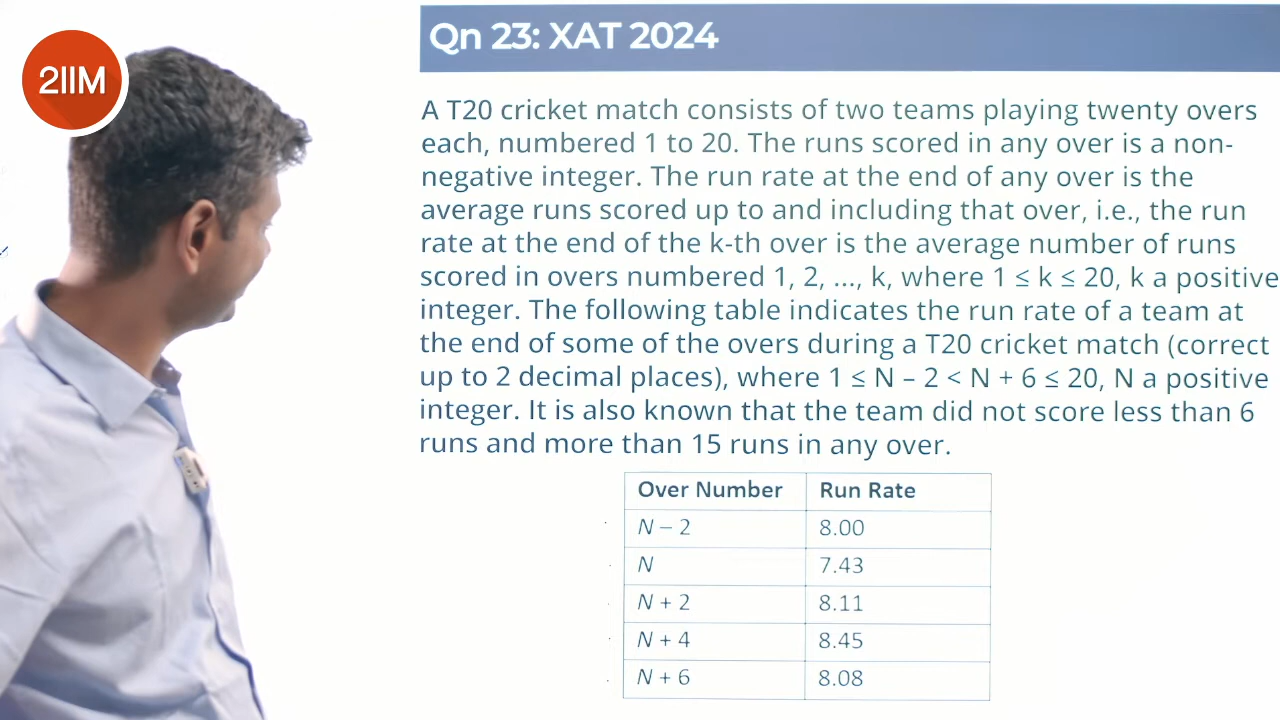 2IIM
Qn 23: XAT 2024
A T20 cricket match consists of two teams playing twenty overs
each, numbered 1 to 20. The runs scored in any over is a non-
negative integer. The run rate at the end of any over is the
average runs scored up to and including that over, i.e., the run
rate at the end of the k-th over is the average number of runs
scored in overs numbered 1, 2, ..., k, where 1 ≤ k ≤ 20, k a positive
integer. The following table indicates the run rate of a team at
the end of some of the overs during a T20 cricket match (correct
up to 2 decimal places), where 1 ≤ N – 2 < N + 6 ≤ 20, N a positive
integer. It is also known that the team did not score less than 6
runs and more than 15 runs in any over.
Over Number Run Rate
N – 2 8.00
N 7.43
N + 2 8.11
N + 4 8.45
N + 6 8.08